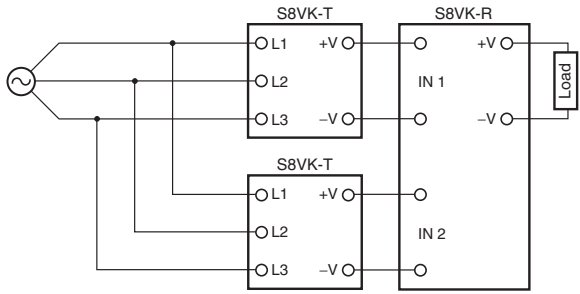 S8VK-T
S8VK-R
L1
+V
+V
L2
IN 1
Load
L3
−V
−V
S8VK-T
L1
+V
L2
IN 2
L3
−V